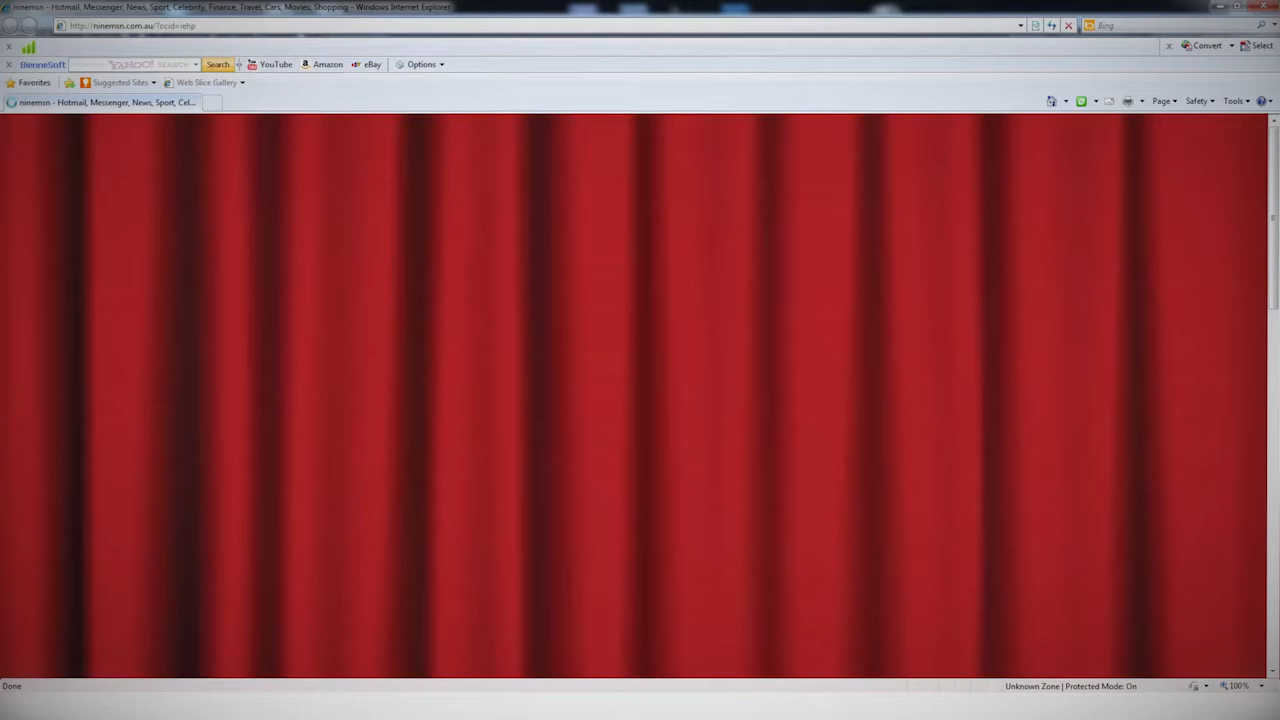 ninemsn - Hotmail, Messenger, News, Sport, Celebrity, Finance, Travel, Cars, Movies, Shopping - Windows Internet Explorer
http://ninemsn.com.au/?ocid=iehp
Bing
x Convert Select
x BienneSoft YAHOO! SEARCH Search YouTube Amazon eBay Options
Favorites Suggested Sites Web Slice Gallery
ninemsn - Hotmail, Messenger, News, Sport, Cel... Page Safety Tools
Done Unknown Zone | Protected Mode: On 100%